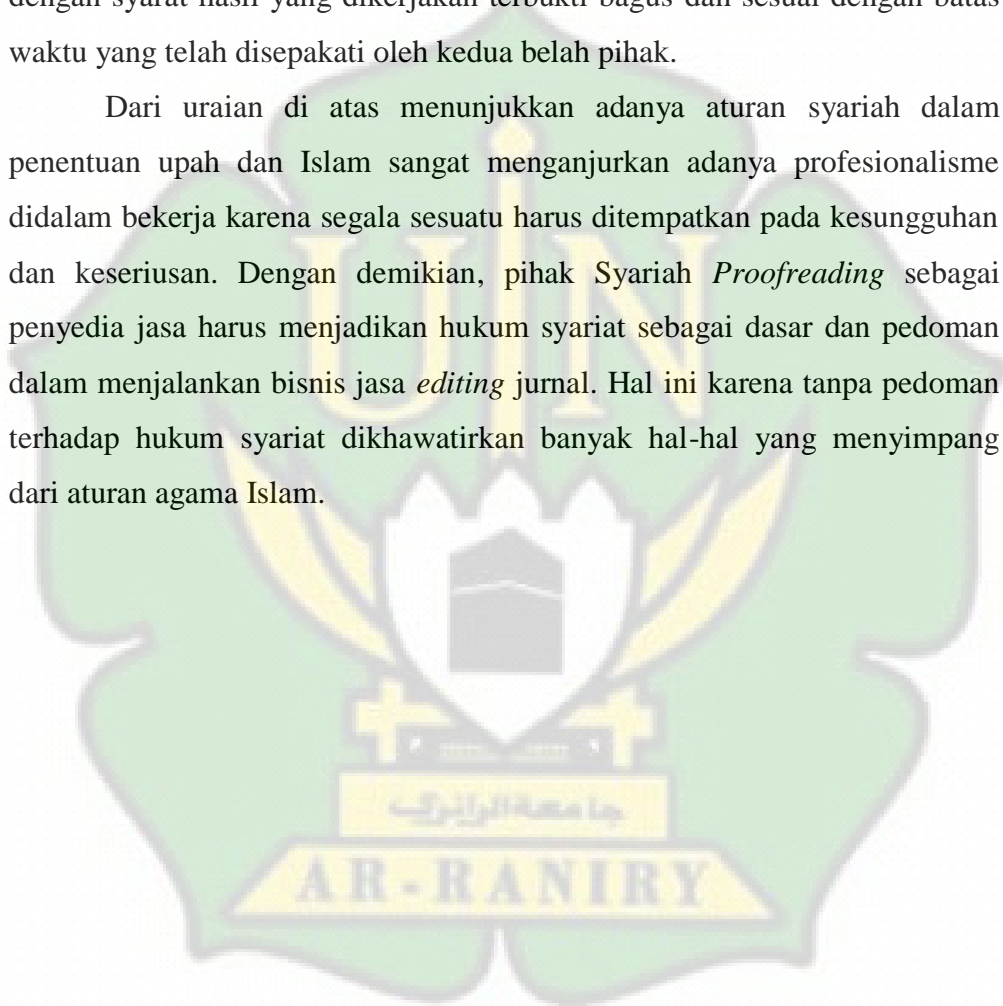 dengan syarat hasil yang dikerjakan terbukti bagus dan sesuai dengan batas
waktu yang telah disepakati oleh kedua belah pihak.
Dari uraian di atas menunjukkan adanya aturan syariah dalam
penentuan upah dan Islam sangat menganjurkan adanya profesionalisme
didalam bekerja karena segala sesuatu harus ditempatkan pada kesungguhan
dan keseriusan. Dengan demikian, pihak Syariah Proofreading sebagai
penyedia jasa harus menjadikan hukum syariat sebagai dasar dan pedoman
dalam menjalankan bisnis jasa editing jurnal. Hal ini karena tanpa pedoman
terhadap hukum syariat dikhawatirkan banyak hal-hal yang menyimpang
dari aturan agama Islam.
UIN
جامعة الرانري
AR-RANIRY